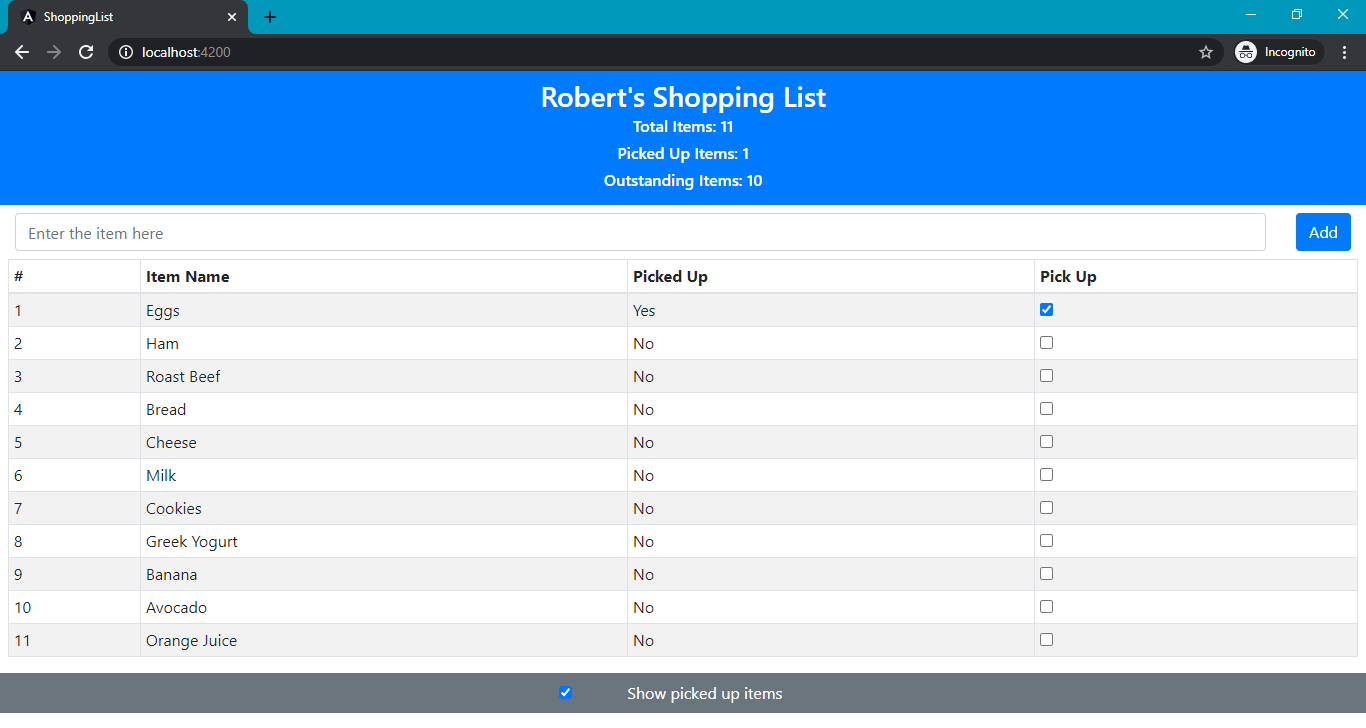 ShoppingList
localhost:4200
Incognito
Robert's Shopping List
Total Items: 11
Picked Up Items: 1
Outstanding Items: 10
Enter the item here
Add
# Item Name Picked Up Pick Up
1 Eggs Yes
2 Ham No
3 Roast Beef No
4 Bread No
5 Cheese No
6 Milk No
7 Cookies No
8 Greek Yogurt No
9 Banana No
10 Avocado No
11 Orange Juice No
Show picked up items